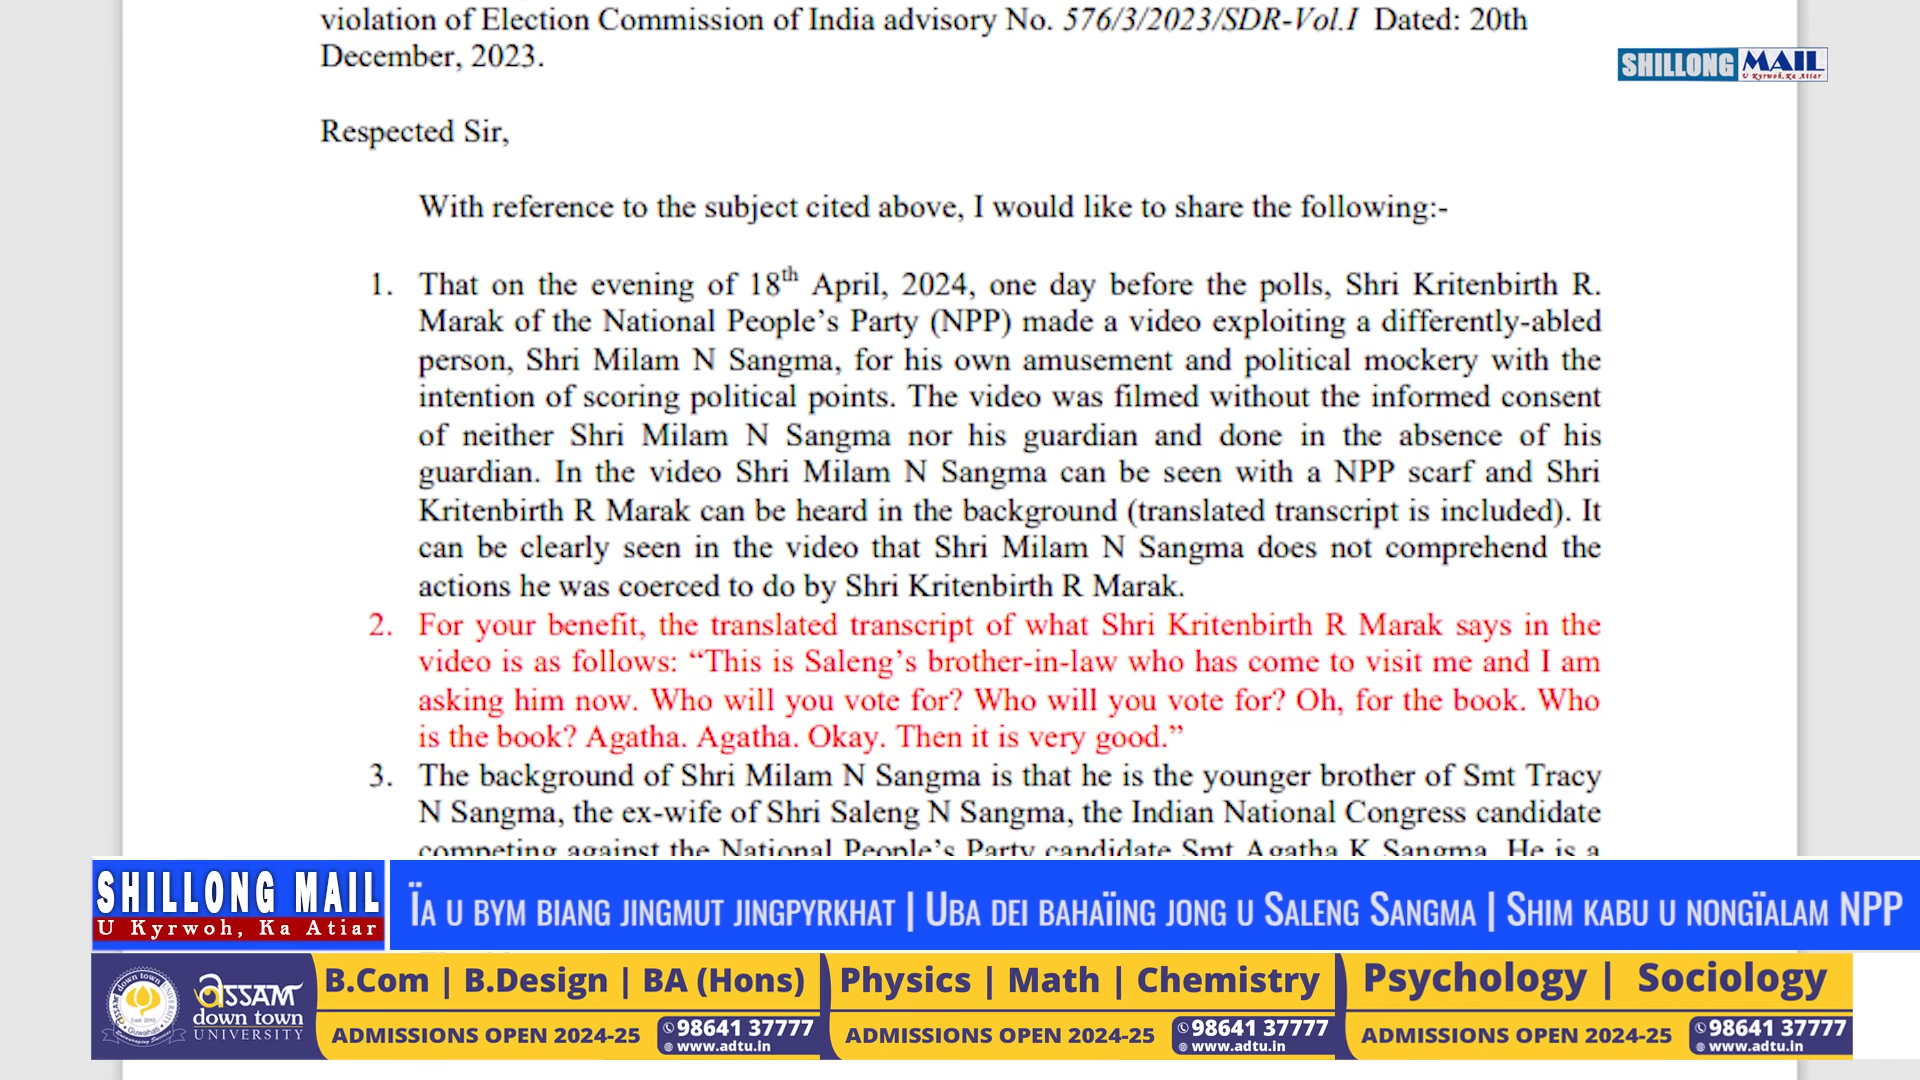 violation of Election Commission of India advisory No. 576/3/2023/SDR-Vol.I Dated: 20th
December, 2023.
SHILLONG MAIL
U Kyrwoh, Ka Atiar
Respected Sir,
With reference to the subject cited above, I would like to share the following:-
1. That on the evening of 18th April, 2024, one day before the polls, Shri Kritenbirth R.
Marak of the National People’s Party (NPP) made a video exploiting a differently-abled
person, Shri Milam N Sangma, for his own amusement and political mockery with the
intention of scoring political points. The video was filmed without the informed consent
of neither Shri Milam N Sangma nor his guardian and done in the absence of his
guardian. In the video Shri Milam N Sangma can be seen with a NPP scarf and Shri
Kritenbirth R Marak can be heard in the background (translated transcript is included). It
can be clearly seen in the video that Shri Milam N Sangma does not comprehend the
actions he was coerced to do by Shri Kritenbirth R Marak.
2. For your benefit, the translated transcript of what Shri Kritenbirth R Marak says in the
video is as follows: “This is Saleng’s brother-in-law who has come to visit me and I am
asking him now. Who will you vote for? Who will you vote for? Oh, for the book. Who
is the book? Agatha. Agatha. Okay. Then it is very good.”
3. The background of Shri Milam N Sangma is that he is the younger brother of Smt Tracy
N Sangma, the ex-wife of Shri Saleng N Sangma, the Indian National Congress candidate
competing against the National People’s Party candidate Smt Agatha K Sangma. He is a
SHILLONG MAIL
U Kyrwoh, Ka Atiar
Ïa u bym biang jingmut jingpyrkhat | Uba dei bahaïing jong u Saleng Sangma | Shim kabu u nongïalam NPP
assam
down town
UNIVERSITY
B.Com | B.Design | BA (Hons)
ADMISSIONS OPEN 2024-25
98641 37777
www.adtu.in
Physics | Math | Chemistry
ADMISSIONS OPEN 2024-25
98641 37777
www.adtu.in
Psychology | Sociology
ADMISSIONS OPEN 2024-25
98641 37777
www.adtu.in